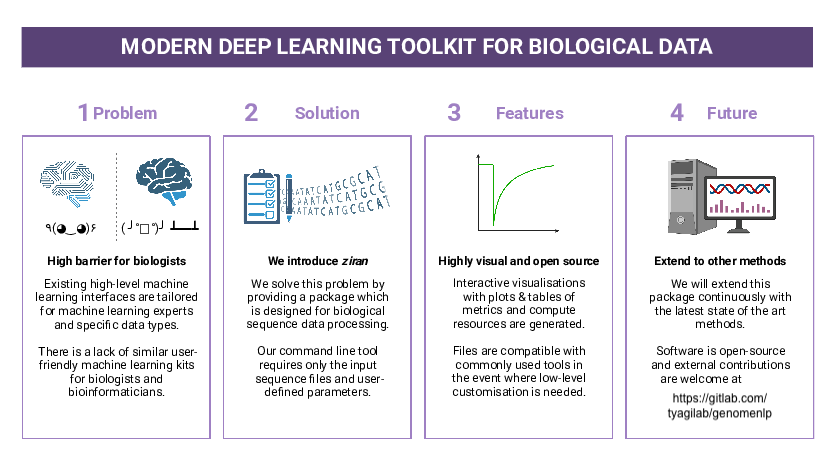 MODERN DEEP LEARNING TOOLKIT FOR BIOLOGICAL DATA
1 Problem
٩(◕‿◕)۶
(╯°□°)╯ ┻━┻
High barrier for biologists
Existing high-level machine
learning interfaces are tailored
for machine learning experts
and specific data types.
There is a lack of similar user-
friendly machine learning kits
for biologists and
bioinformaticians.
2 Solution
We introduce ziran
We solve this problem by
providing a package which
is designed for biological
sequence data processing.
Our command line tool
requires only the input
sequence files and user-
defined parameters.
3 Features
Highly visual and open source
Interactive visualisations
with plots & tables of
metrics and compute
resources are generated.
Files are compatible with
commonly used tools in
the event where low-level
customisation is needed.
4 Future
Extend to other methods
We will extend this
package continuously with
the latest state of the art
methods.
Software is open-source
and external contributions
are welcome at
https://gitlab.com/
tyagilab/genomenlp